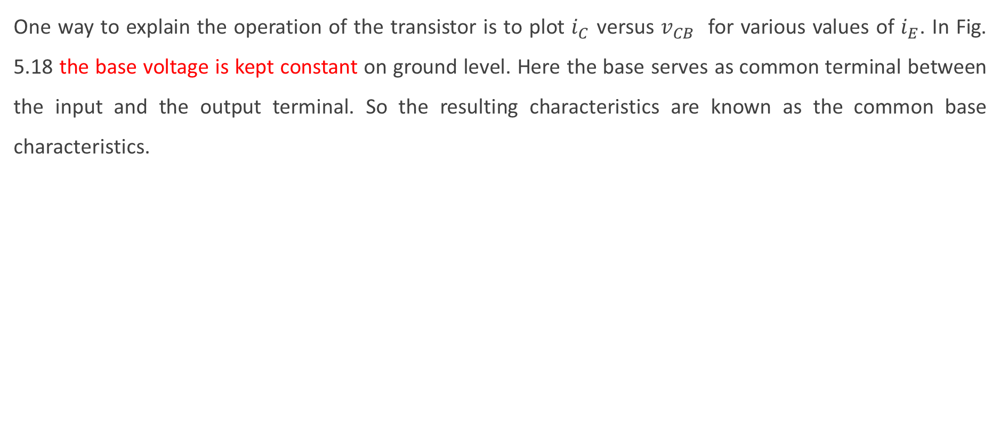 One way to explain the operation of the transistor is to plot i_C versus v_CB for various values of i_E. In Fig.
5.18 the base voltage is kept constant on ground level. Here the base serves as common terminal between
the input and the output terminal. So the resulting characteristics are known as the common base
characteristics.